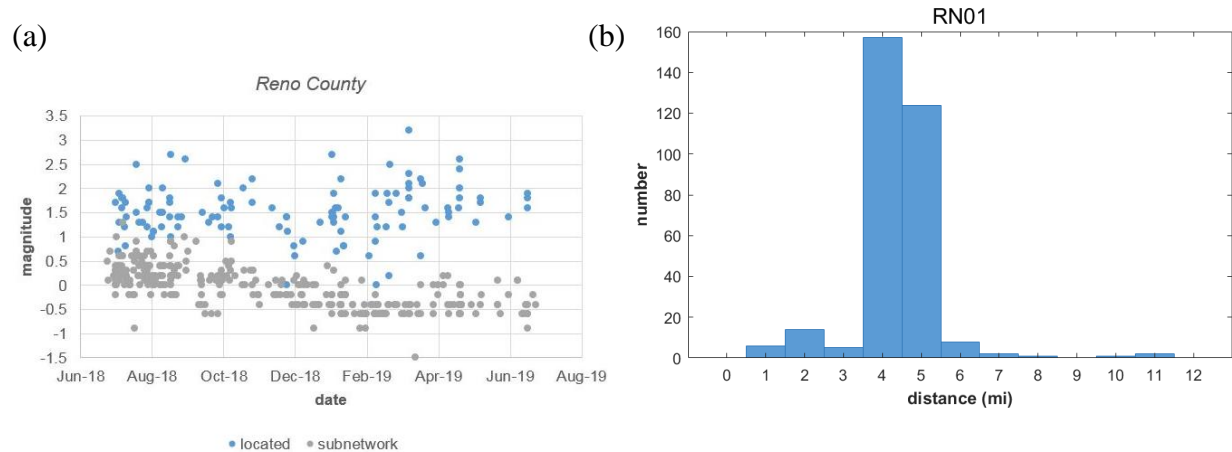 (a)
Reno County
3.5
3
2.5
2
1.5
1
0.5
0
-0.5
-1
-1.5
magnitude
Jun-18 Aug-18 Oct-18 Dec-18 Feb-19 Apr-19 Jun-19 Aug-19
date
located subnetwork
(b)
RN01
160
140
120
100
80
60
40
20
0
number
0 1 2 3 4 5 6 7 8 9 10 11 12
distance (mi)